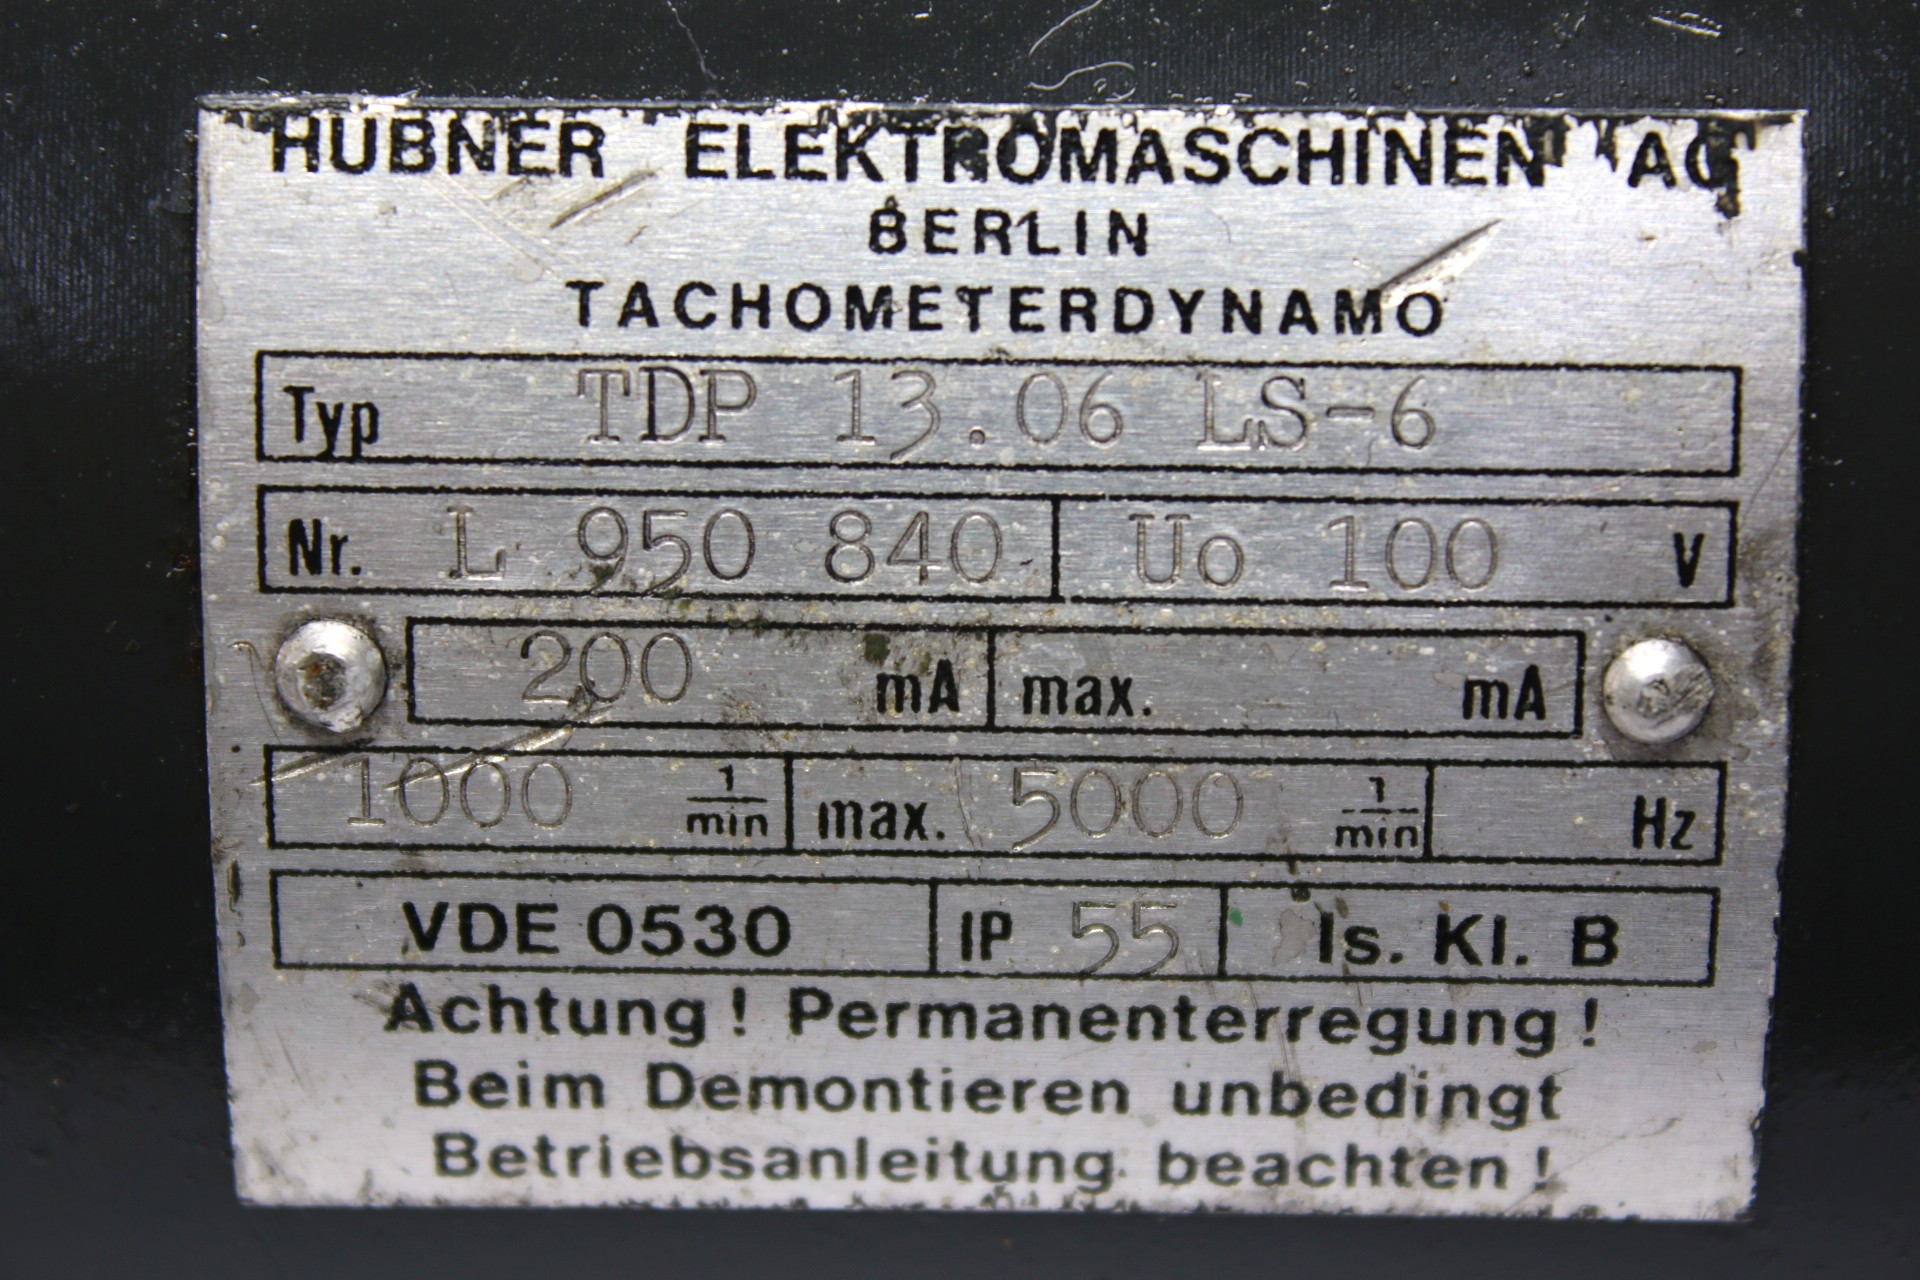 HÜBNER ELEKTROMASCHINEN AG
BERLIN
TACHOMETERDYNAMO
Typ TDP 13.06 LS-6
Nr. L 950 840 Uo 100 V
200 mA max. mA
1000 1/min max. 5000 1/min Hz
VDE 0530 IP 55 Is. Kl. B
Achtung! Permanenterregung!
Beim Demontieren unbedingt
Betriebsanleitung beachten!